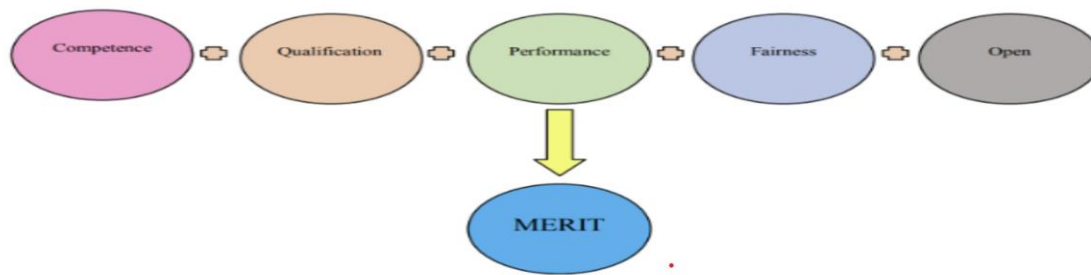 Competence
Qualification
Performance
Fairness
Open
MERIT